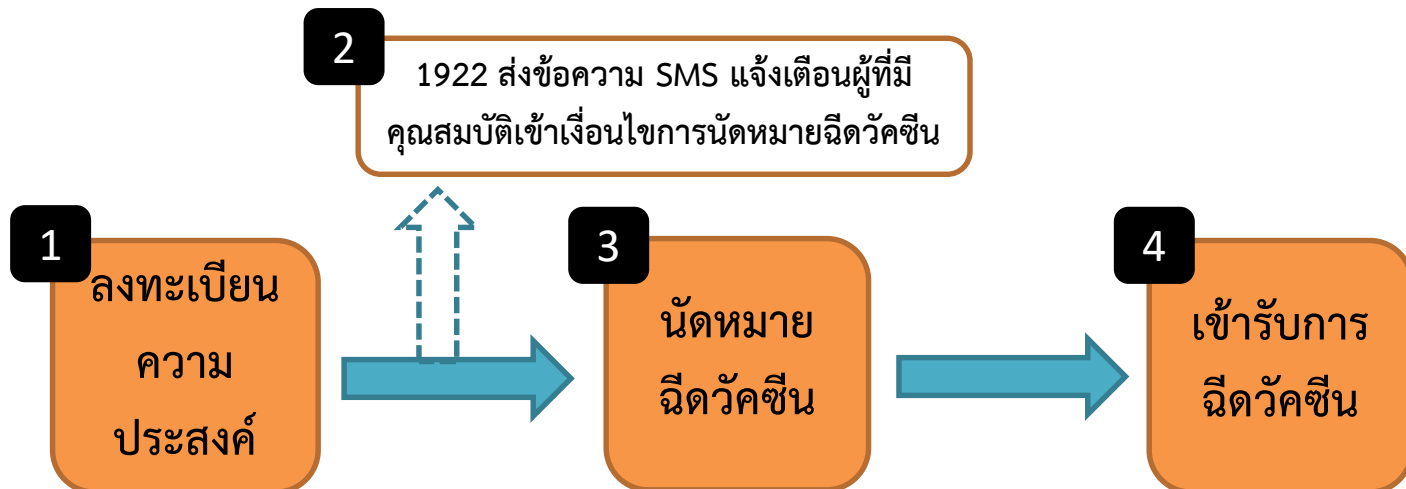 2
1922 ส่งข้อความ SMS แจ้งเตือนผู้ที่มี
คุณสมบัติเข้าเงื่อนไขการนัดหมายฉีดวัคซีน
1
ลงทะเบียน
ความ
ประสงค์
3
นัดหมาย
ฉีดวัคซีน
4
เข้ารับการ
ฉีดวัคซีน